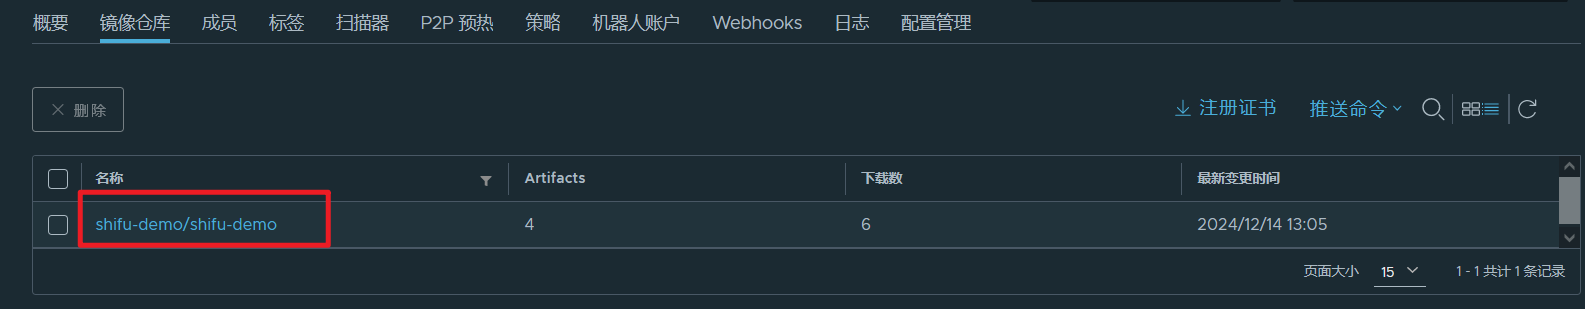 概要 镜像仓库 成员 标签 扫描器 P2P 预热 策略 机器人账户 Webhooks 日志 配置管理
删除 注册证书 推送命令
名称 Artifacts 下载数 最新变更时间
shifu-demo/shifu-demo 4 6 2024/12/14 13:05
页面大小 15 1 - 1 共计 1 条记录